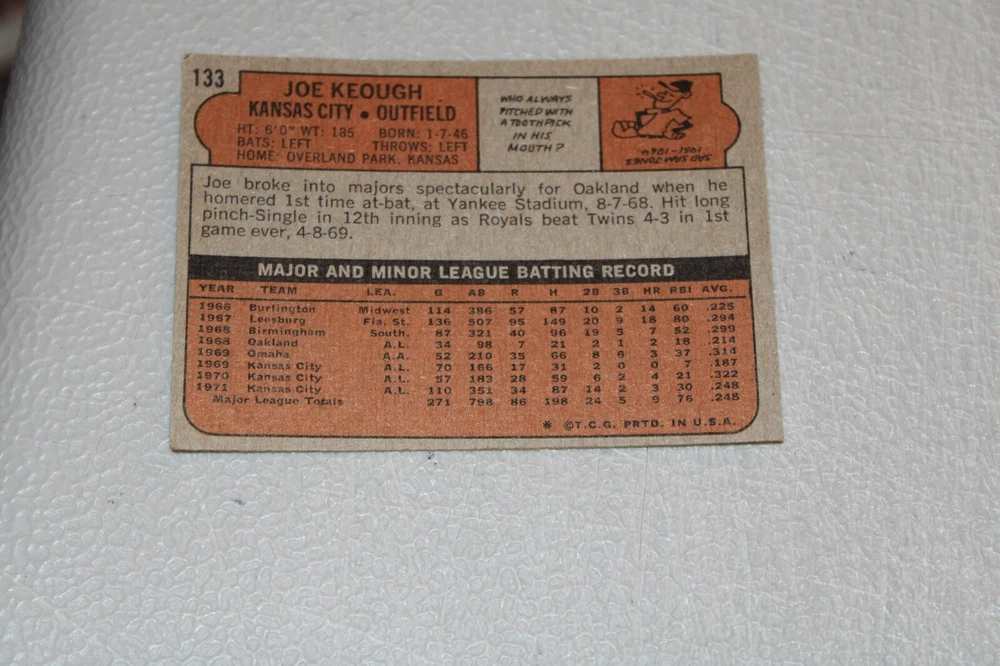 133
JOE KEOUGH
KANSAS CITY • OUTFIELD
HT: 6'0" WT: 185 BORN: 1-7-46
BATS: LEFT THROWS: LEFT
HOME: OVERLAND PARK, KANSAS
WHO ALWAYS
PITCHED WITH
A TOOTHPICK
IN HIS
MOUTH?
SAD SAM JONES
1951-1964.
Joe broke into majors spectacularly for Oakland when he
homered 1st time at-bat, at Yankee Stadium, 8-7-68. Hit long
pinch-Single in 12th inning as Royals beat Twins 4-3 in 1st
game ever, 4-8-69.
MAJOR AND MINOR LEAGUE BATTING RECORD
YEAR TEAM LEA. G AB R H 2B 3B HR RBI AVG.
1966 Burlington Midwest 114 386 57 87 10 2 14 60 .225
1967 Leesburg Fla. St. 136 507 95 149 20 9 18 80 .294
1968 Birmingham South. 87 321 40 96 19 5 7 52 .299
1968 Oakland A.L. 34 98 7 21 2 1 2 18 .214
1969 Omaha A.A. 52 210 35 66 8 6 3 37 .314
1969 Kansas City A.L. 70 166 17 31 2 0 0 7 .187
1970 Kansas City A.L. 57 183 28 59 6 2 4 21 .322
1971 Kansas City A.L. 110 351 34 87 14 2 3 30 .248
Major League Totals 271 798 86 198 24 5 9 76 .248
* ©T.C.G. PRTD. IN U.S.A.